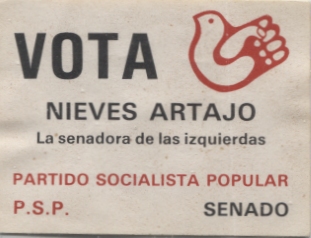 VOTA
NIEVES ARTAJO
La senadora de las izquierdas
PARTIDO SOCIALISTA POPULAR
P.S.P. SENADO